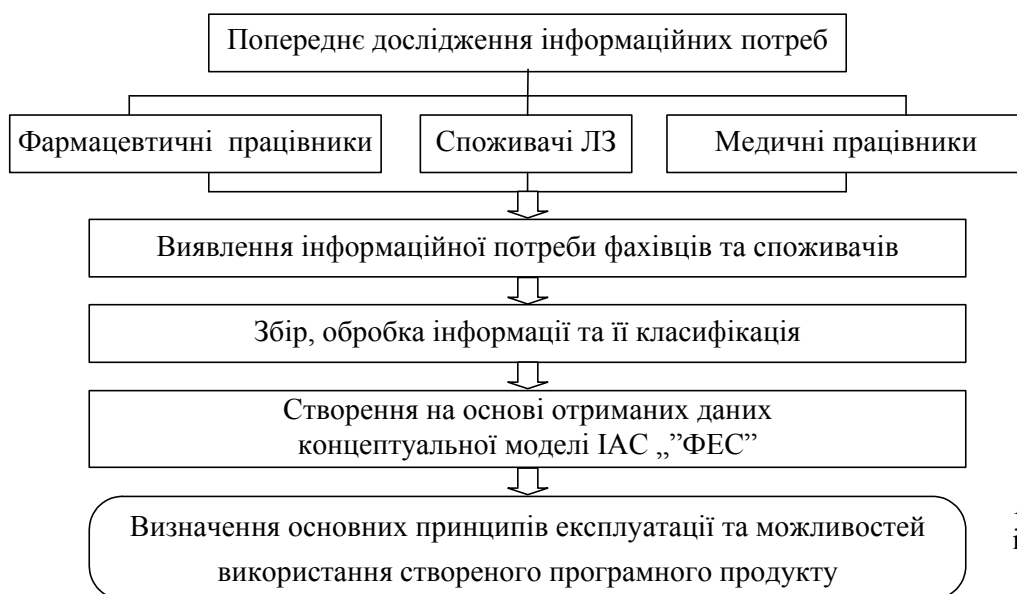 Попереднє дослідження інформаційних потреб
Фармацевтичні працівники
Споживачі ЛЗ
Медичні працівники
Виявлення інформаційної потреби фахівців та споживачів
Збір, обробка інформації та її класифікація
Створення на основі отриманих даних
концептуальної моделі ІАС „”ФЕС”
Визначення основних принципів експлуатації та можливостей
використання створеного програмного продукту